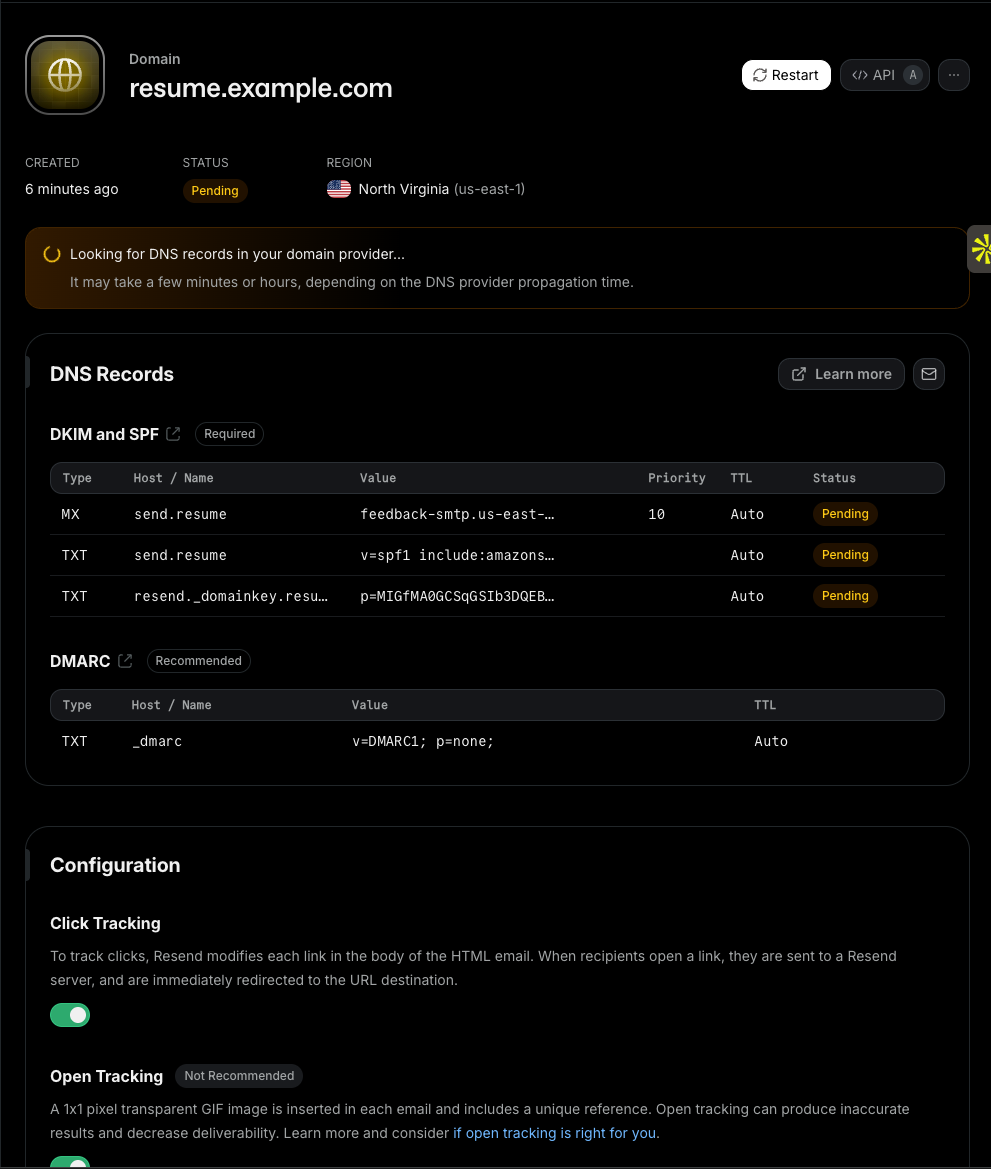 Domain
resume.example.com
Restart
API A
CREATED STATUS REGION
6 minutes ago Pending North Virginia (us-east-1)
Looking for DNS records in your domain provider...
It may take a few minutes or hours, depending on the DNS provider propagation time.
DNS Records Learn more
DKIM and SPF Required
Type Host / Name Value Priority TTL Status
MX send.resume feedback-smtp.us-east-… 10 Auto Pending
TXT send.resume v=spf1 include:amazons… Auto Pending
TXT resend._domainkey.resu… p=MIGfMA0GCSqGSIb3DQEB… Auto Pending
DMARC Recommended
Type Host / Name Value TTL
TXT _dmarc v=DMARC1; p=none; Auto
Configuration
Click Tracking
To track clicks, Resend modifies each link in the body of the HTML email. When recipients open a link, they are sent to a Resend
server, and are immediately redirected to the URL destination.
Open Tracking Not Recommended
A 1x1 pixel transparent GIF image is inserted in each email and includes a unique reference. Open tracking can produce inaccurate
results and decrease deliverability. Learn more and consider if open tracking is right for you.